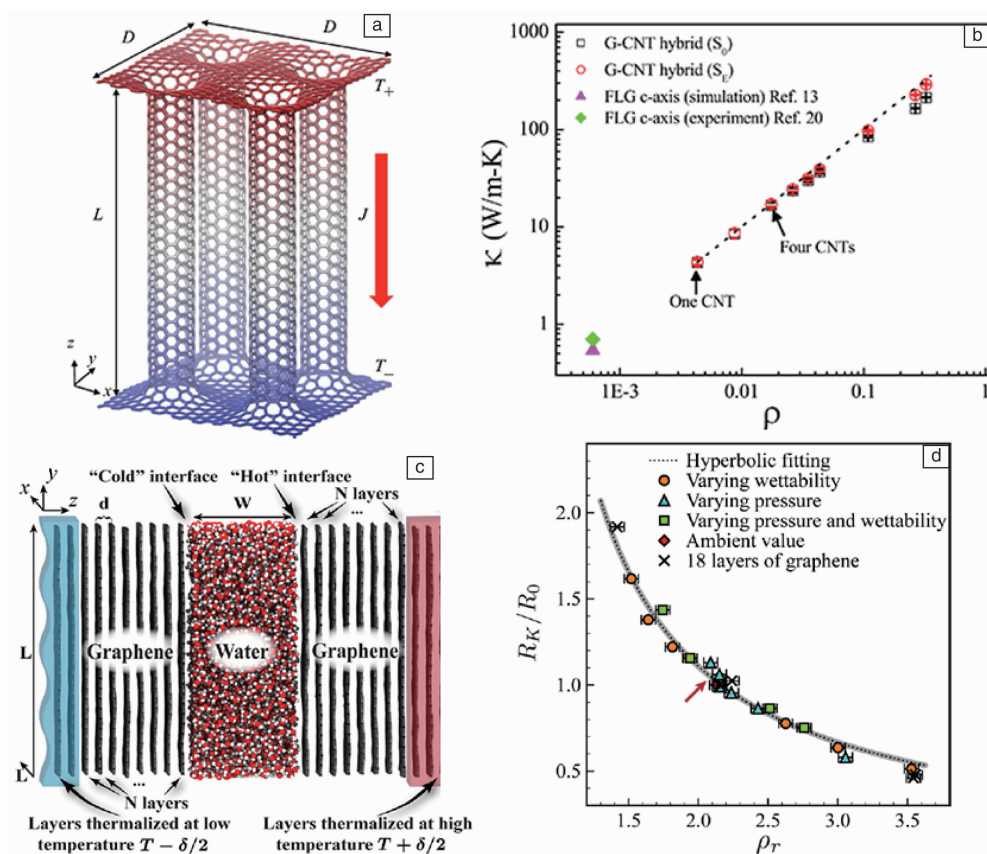 a
D
D
T+
L
J
T−
z
y
x
b
1000
100
10
1
κ (W/m-K)
G-CNT hybrid (S0)
G-CNT hybrid (SE)
FLG c-axis (simulation) Ref. 13
FLG c-axis (experiment) Ref. 20
Four CNTs
One CNT
1E-3
0.01
0.1
1
ρ
c
y
x
z
d
"Cold" interface
"Hot" interface
W
N layers
...
L
Graphene
Water
Graphene
L
...
N layers
Layers thermalized at low
temperature T − δ/2
Layers thermalized at high
temperature T + δ/2
d
Hyperbolic fitting
Varying wettability
Varying pressure
Varying pressure and wettability
Ambient value
18 layers of graphene
2.0
1.5
1.0
0.5
RK/R0
1.5
2.0
2.5
3.0
3.5
ρr